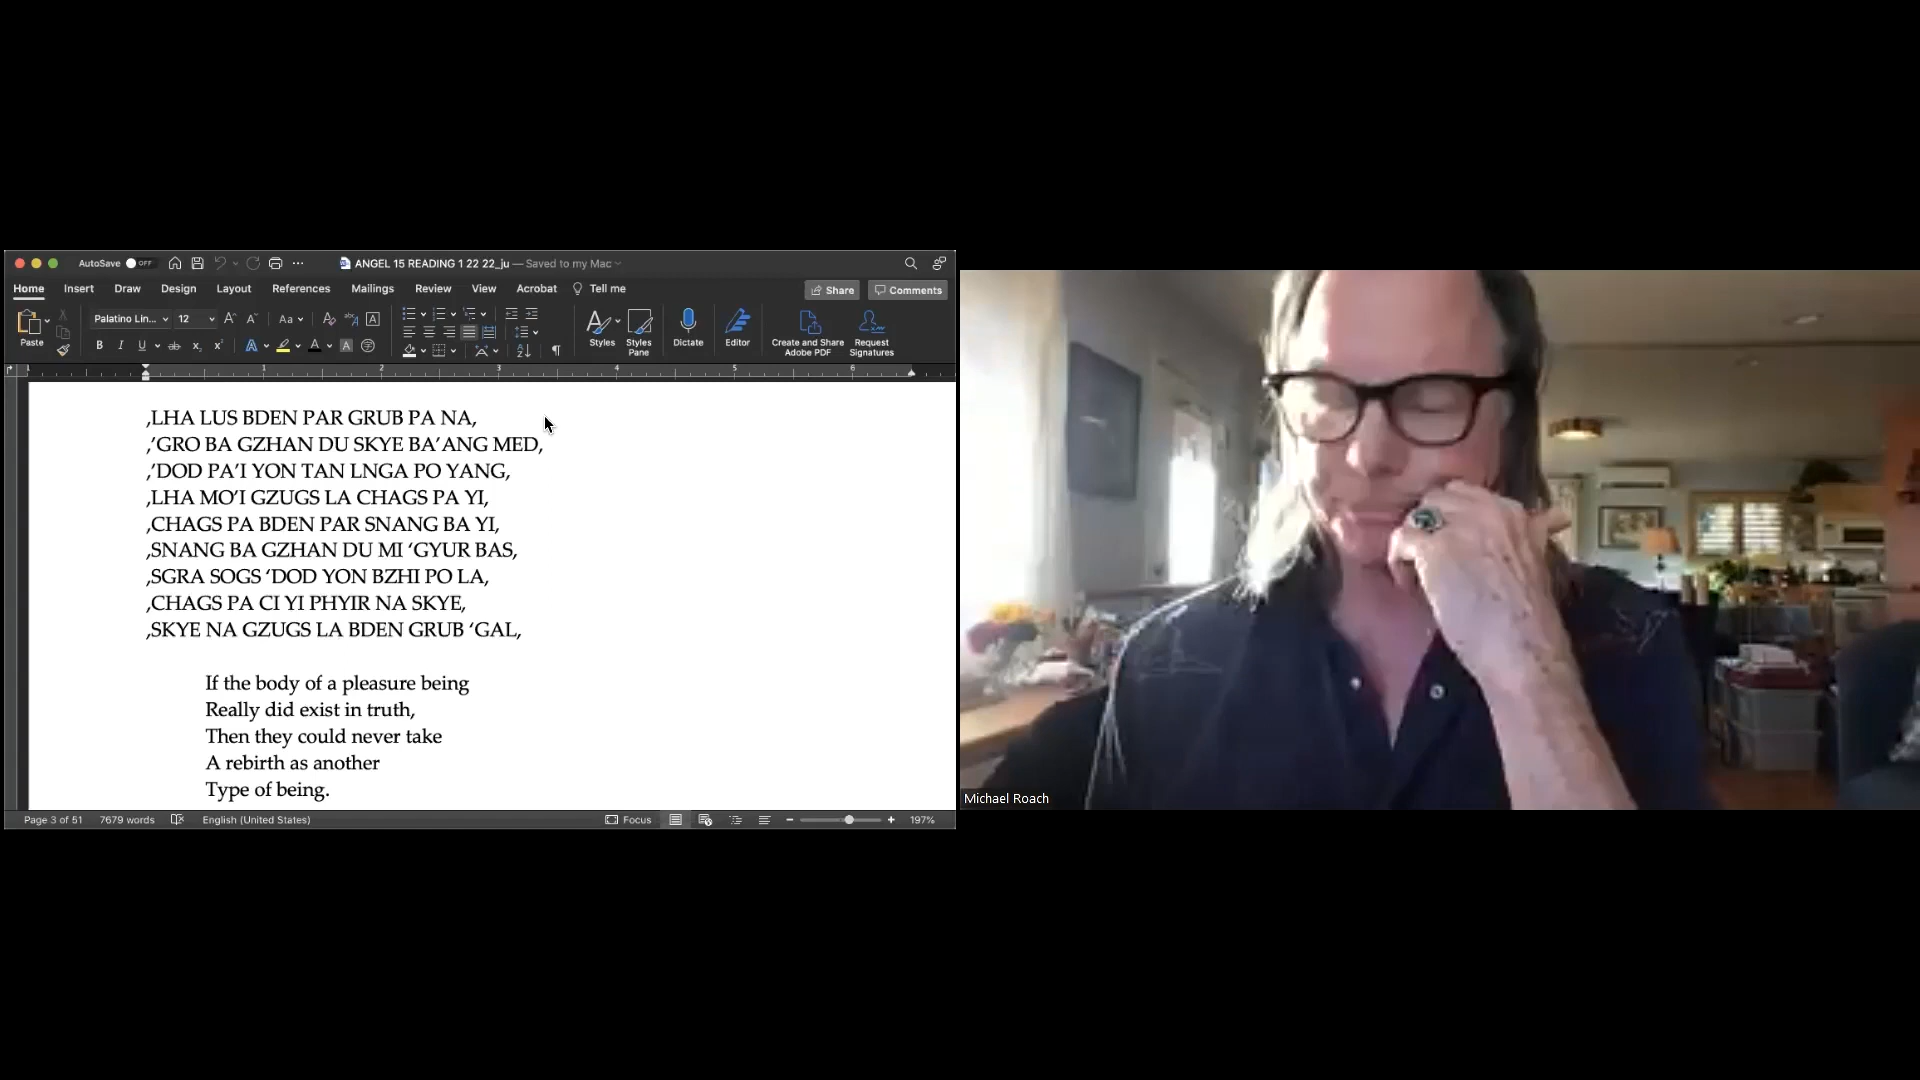 AutoSave OFF ANGEL 15 READING 1 22 22_ju — Saved to my Mac
Home Insert Draw Design Layout References Mailings Review View Acrobat Tell me Share Comments
Paste Palatino Lin... 12 Styles Styles Pane Dictate Editor Create and Share Adobe PDF Request Signatures
1 1 2 3 4 5 6
,LHA LUS BDEN PAR GRUB PA NA,
,’GRO BA GZHAN DU SKYE BA’ANG MED,
,’DOD PA’I YON TAN LNGA PO YANG,
,LHA MO’I GZUGS LA CHAGS PA YI,
,CHAGS PA BDEN PAR SNANG BA YI,
,SNANG BA GZHAN DU MI ‘GYUR BAS,
,SGRA SOGS ‘DOD YON BZHI PO LA,
,CHAGS PA CI YI PHYIR NA SKYE,
,SKYE NA GZUGS LA BDEN GRUB ‘GAL,
If the body of a pleasure being
Really did exist in truth,
Then they could never take
A rebirth as another
Type of being.
Page 3 of 51 7679 words English (United States) Focus 197%
Michael Roach